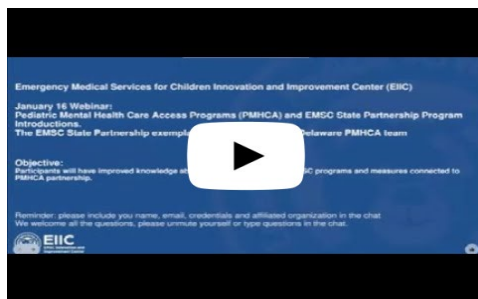 Emergency Medical Services for Children Innovation and Improvement Center (EIIC)
January 16 Webinar:
Pediatric Mental Health Care Access Programs (PMHCA) and EMSC State Partnership Program
Introductions.
The EMSC State Partnership Delaware PMHCA team
Objective:
Participants will have improved knowledge programs and measures connected to
PMHCA partnership.
Reminder: please include you name, email, credentials and affiliated organization in the chat
We welcome all the questions, please unmute yourself or type questions in the chat.
EIIC